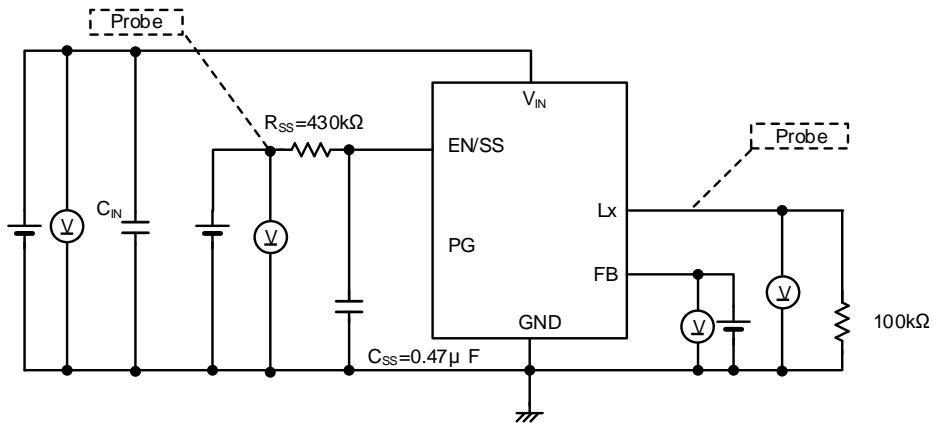 Probe
V_IN
R_SS=430kΩ
EN/SS
Probe
C_IN
V
V
Lx
PG
V
FB
V
GND
100kΩ
C_SS=0.47μ F